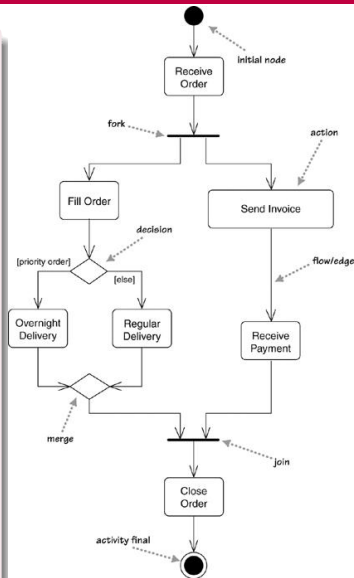 initial node
Receive
Order
fork
action
Fill Order
Send Invoice
decision
[priority order]
[else]
flow/edge
Overnight
Delivery
Regular
Delivery
Receive
Payment
merge
join
Close
Order
activity final